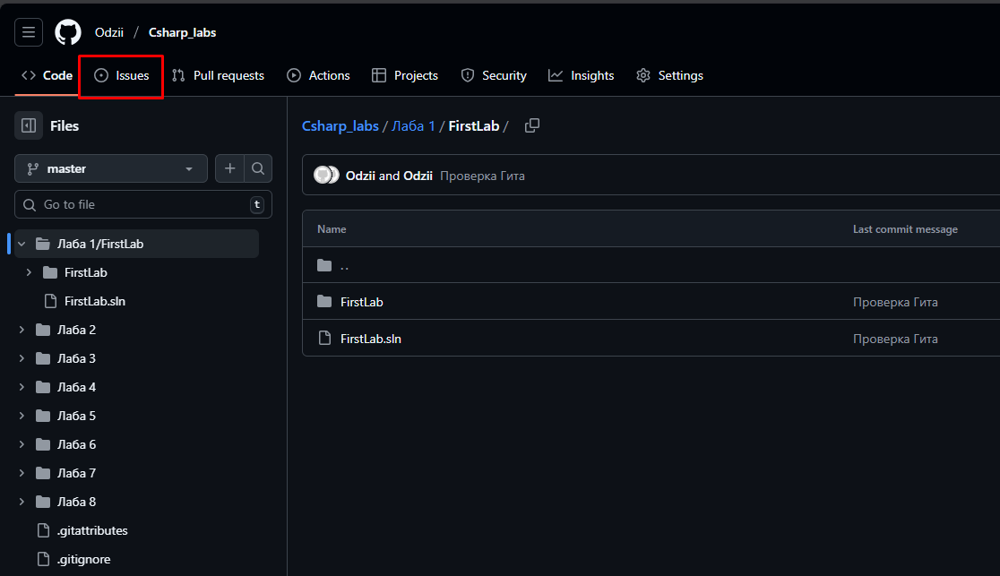 Odzii / Csharp_labs
Code Issues Pull requests Actions Projects Security Insights Settings
Files
master
Go to file t
Лаба 1/FirstLab
FirstLab
FirstLab.sln
Лаба 2
Лаба 3
Лаба 4
Лаба 5
Лаба 6
Лаба 7
Лаба 8
.gitattributes
.gitignore
Csharp_labs / Лаба 1 / FirstLab /
Odzii and Odzii Проверка Гита
Name Last commit message
..
FirstLab Проверка Гита
FirstLab.sln Проверка Гита